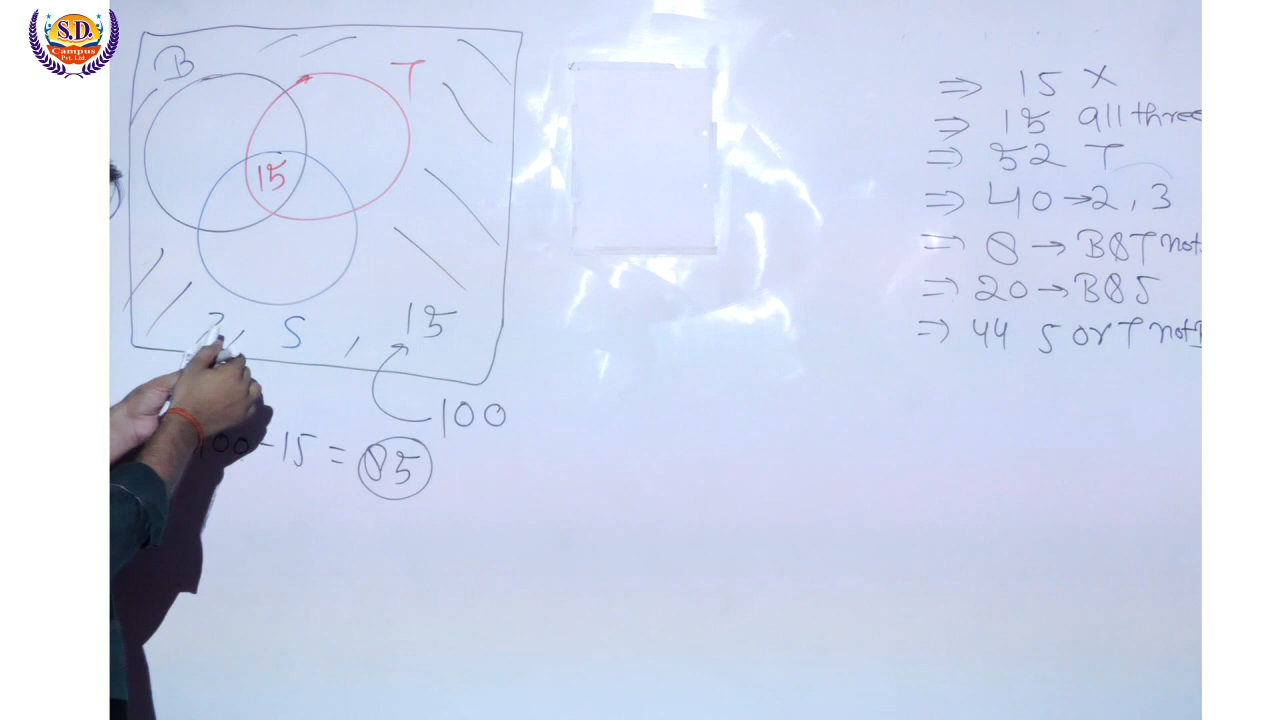 S.D.
Campus
Pvt. Ltd.
B
T
15
S
15
100
100-15 = 85
⇒ 15 X
⇒ 15 all three
⇒ 52 T
⇒ 40 → 2, 3
⇒ 8 → B&T not
⇒ 20 → B&S
⇒ 44 S or T not